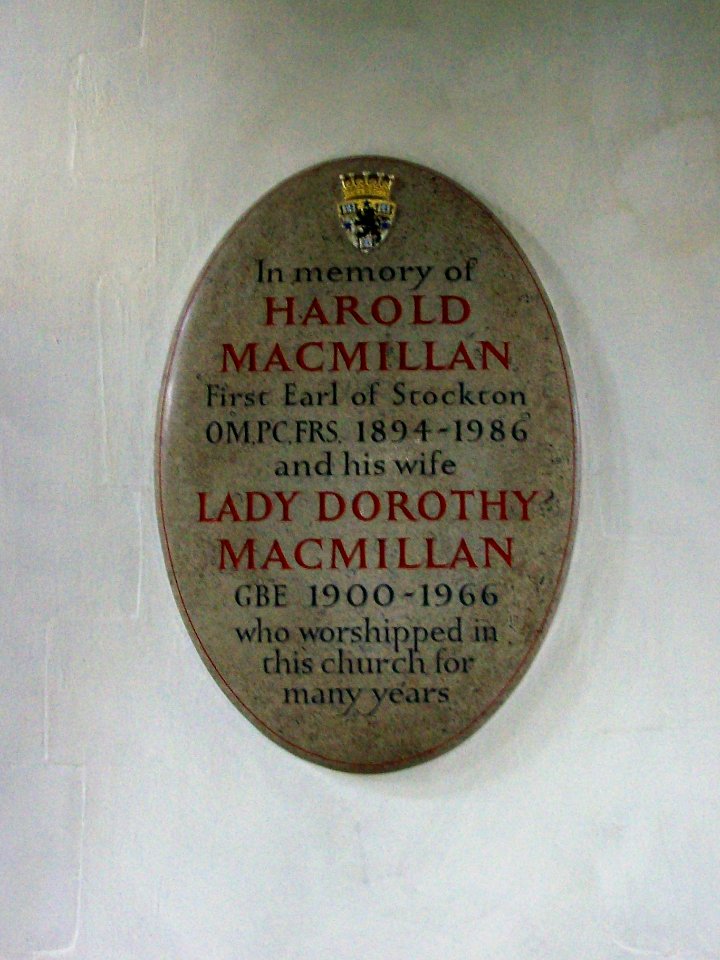 In memory of
HAROLD
MACMILLAN
First Earl of Stockton
OM,PC,FRS. 1894-1986
and his wife
LADY DOROTHY
MACMILLAN
GBE 1900-1966
who worshipped in
this church for
many years